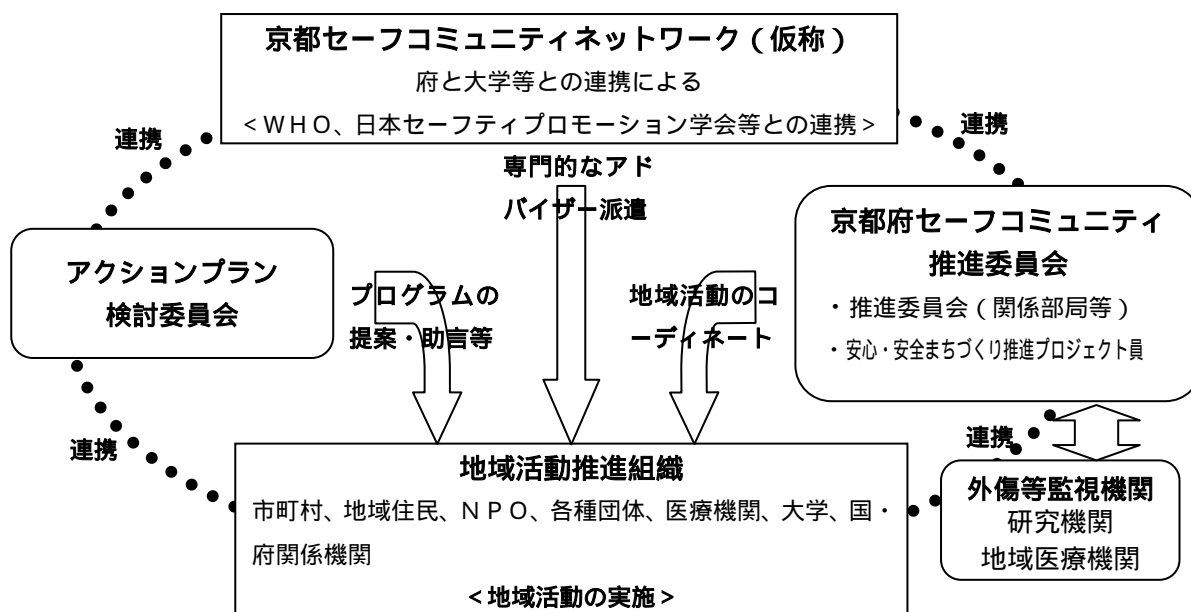 京都セーフコミュニティネットワーク（仮称）
府と大学等との連携による
＜ＷＨＯ、日本セーフティプロモーション学会等との連携＞
連携
連携
専門的なアド
バイザー派遣
アクションプラン
検討委員会
プログラムの
提案・助言等
地域活動のコ
ーディネート
京都府セーフコミュニティ
推進委員会
・推進委員会（関係部局等）
・安心・安全まちづくり推進プロジェクト員
連携
連携
地域活動推進組織
市町村、地域住民、ＮＰＯ、各種団体、医療機関、大学、国・
府関係機関
＜地域活動の実施＞
外傷等監視機関
研究機関
地域医療機関